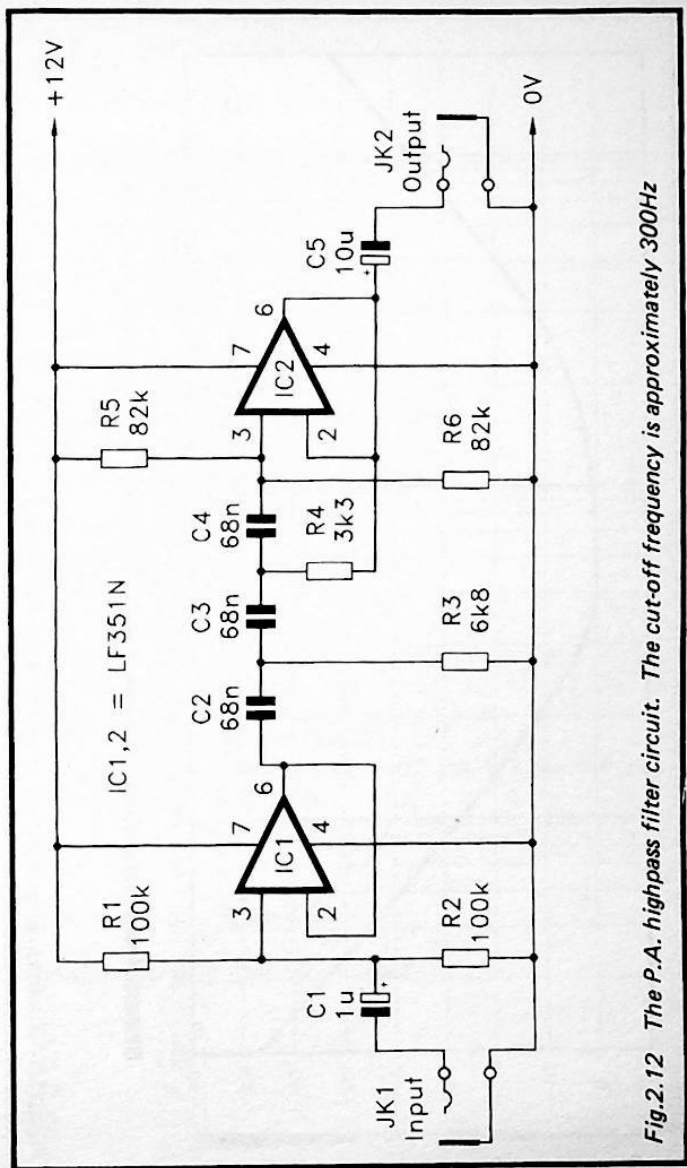 +12V
R1
100k
IC1,2 = LF351N
R5
82k
3
7
6
IC1
2
4
C2
68n
C3
68n
C4
68n
3
7
6
IC2
2
4
R4
3k3
C5
10u
+
JK2
Output
C1
1u
+
JK1
Input
R2
100k
R3
6k8
R6
82k
0V
Fig.2.12 The P.A. highpass filter circuit. The cut-off frequency is approximately 300Hz